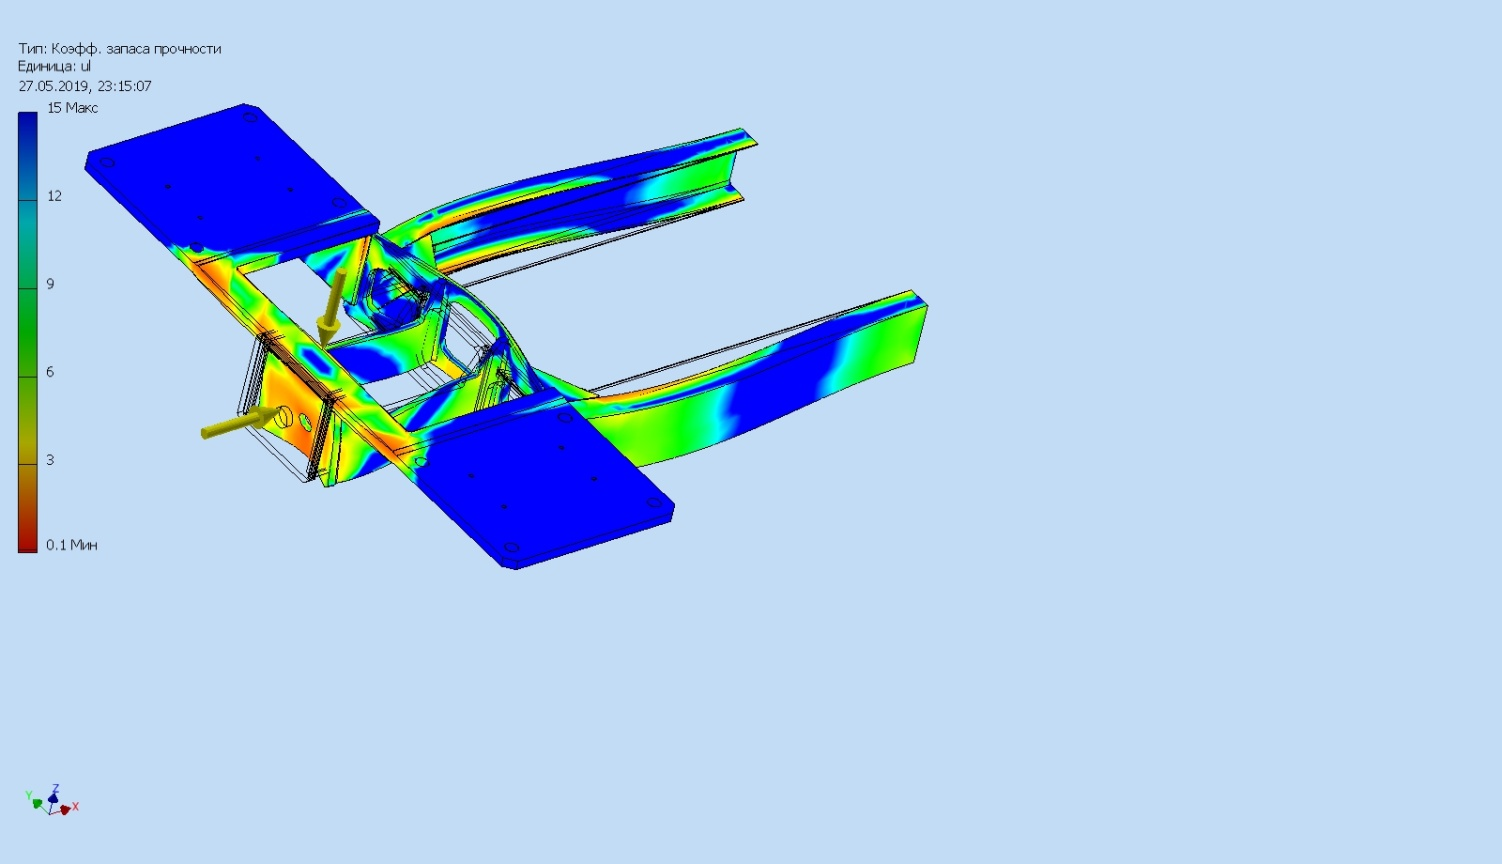 Тип: Коэфф. запаса прочности
Единица: ul
27.05.2019, 23:15:07
15 Макс
12
9
6
3
0.1 Мин
Z
Y
X